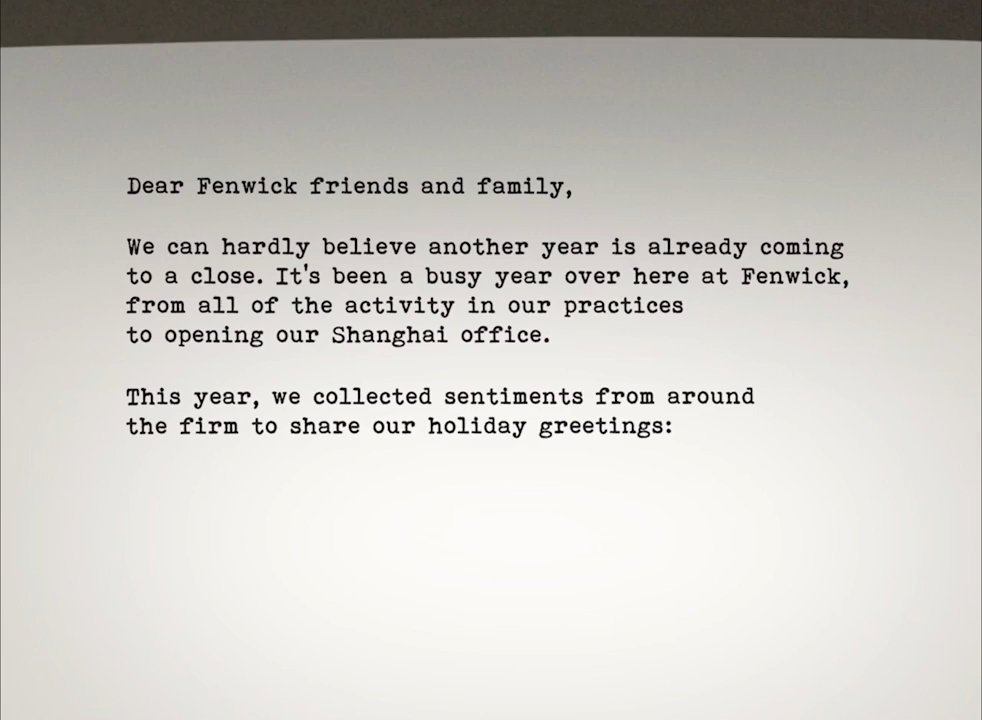 Dear Fenwick friends and family,
We can hardly believe another year is already coming
to a close. It's been a busy year over here at Fenwick,
from all of the activity in our practices
to opening our Shanghai office.
This year, we collected sentiments from around
the firm to share our holiday greetings: